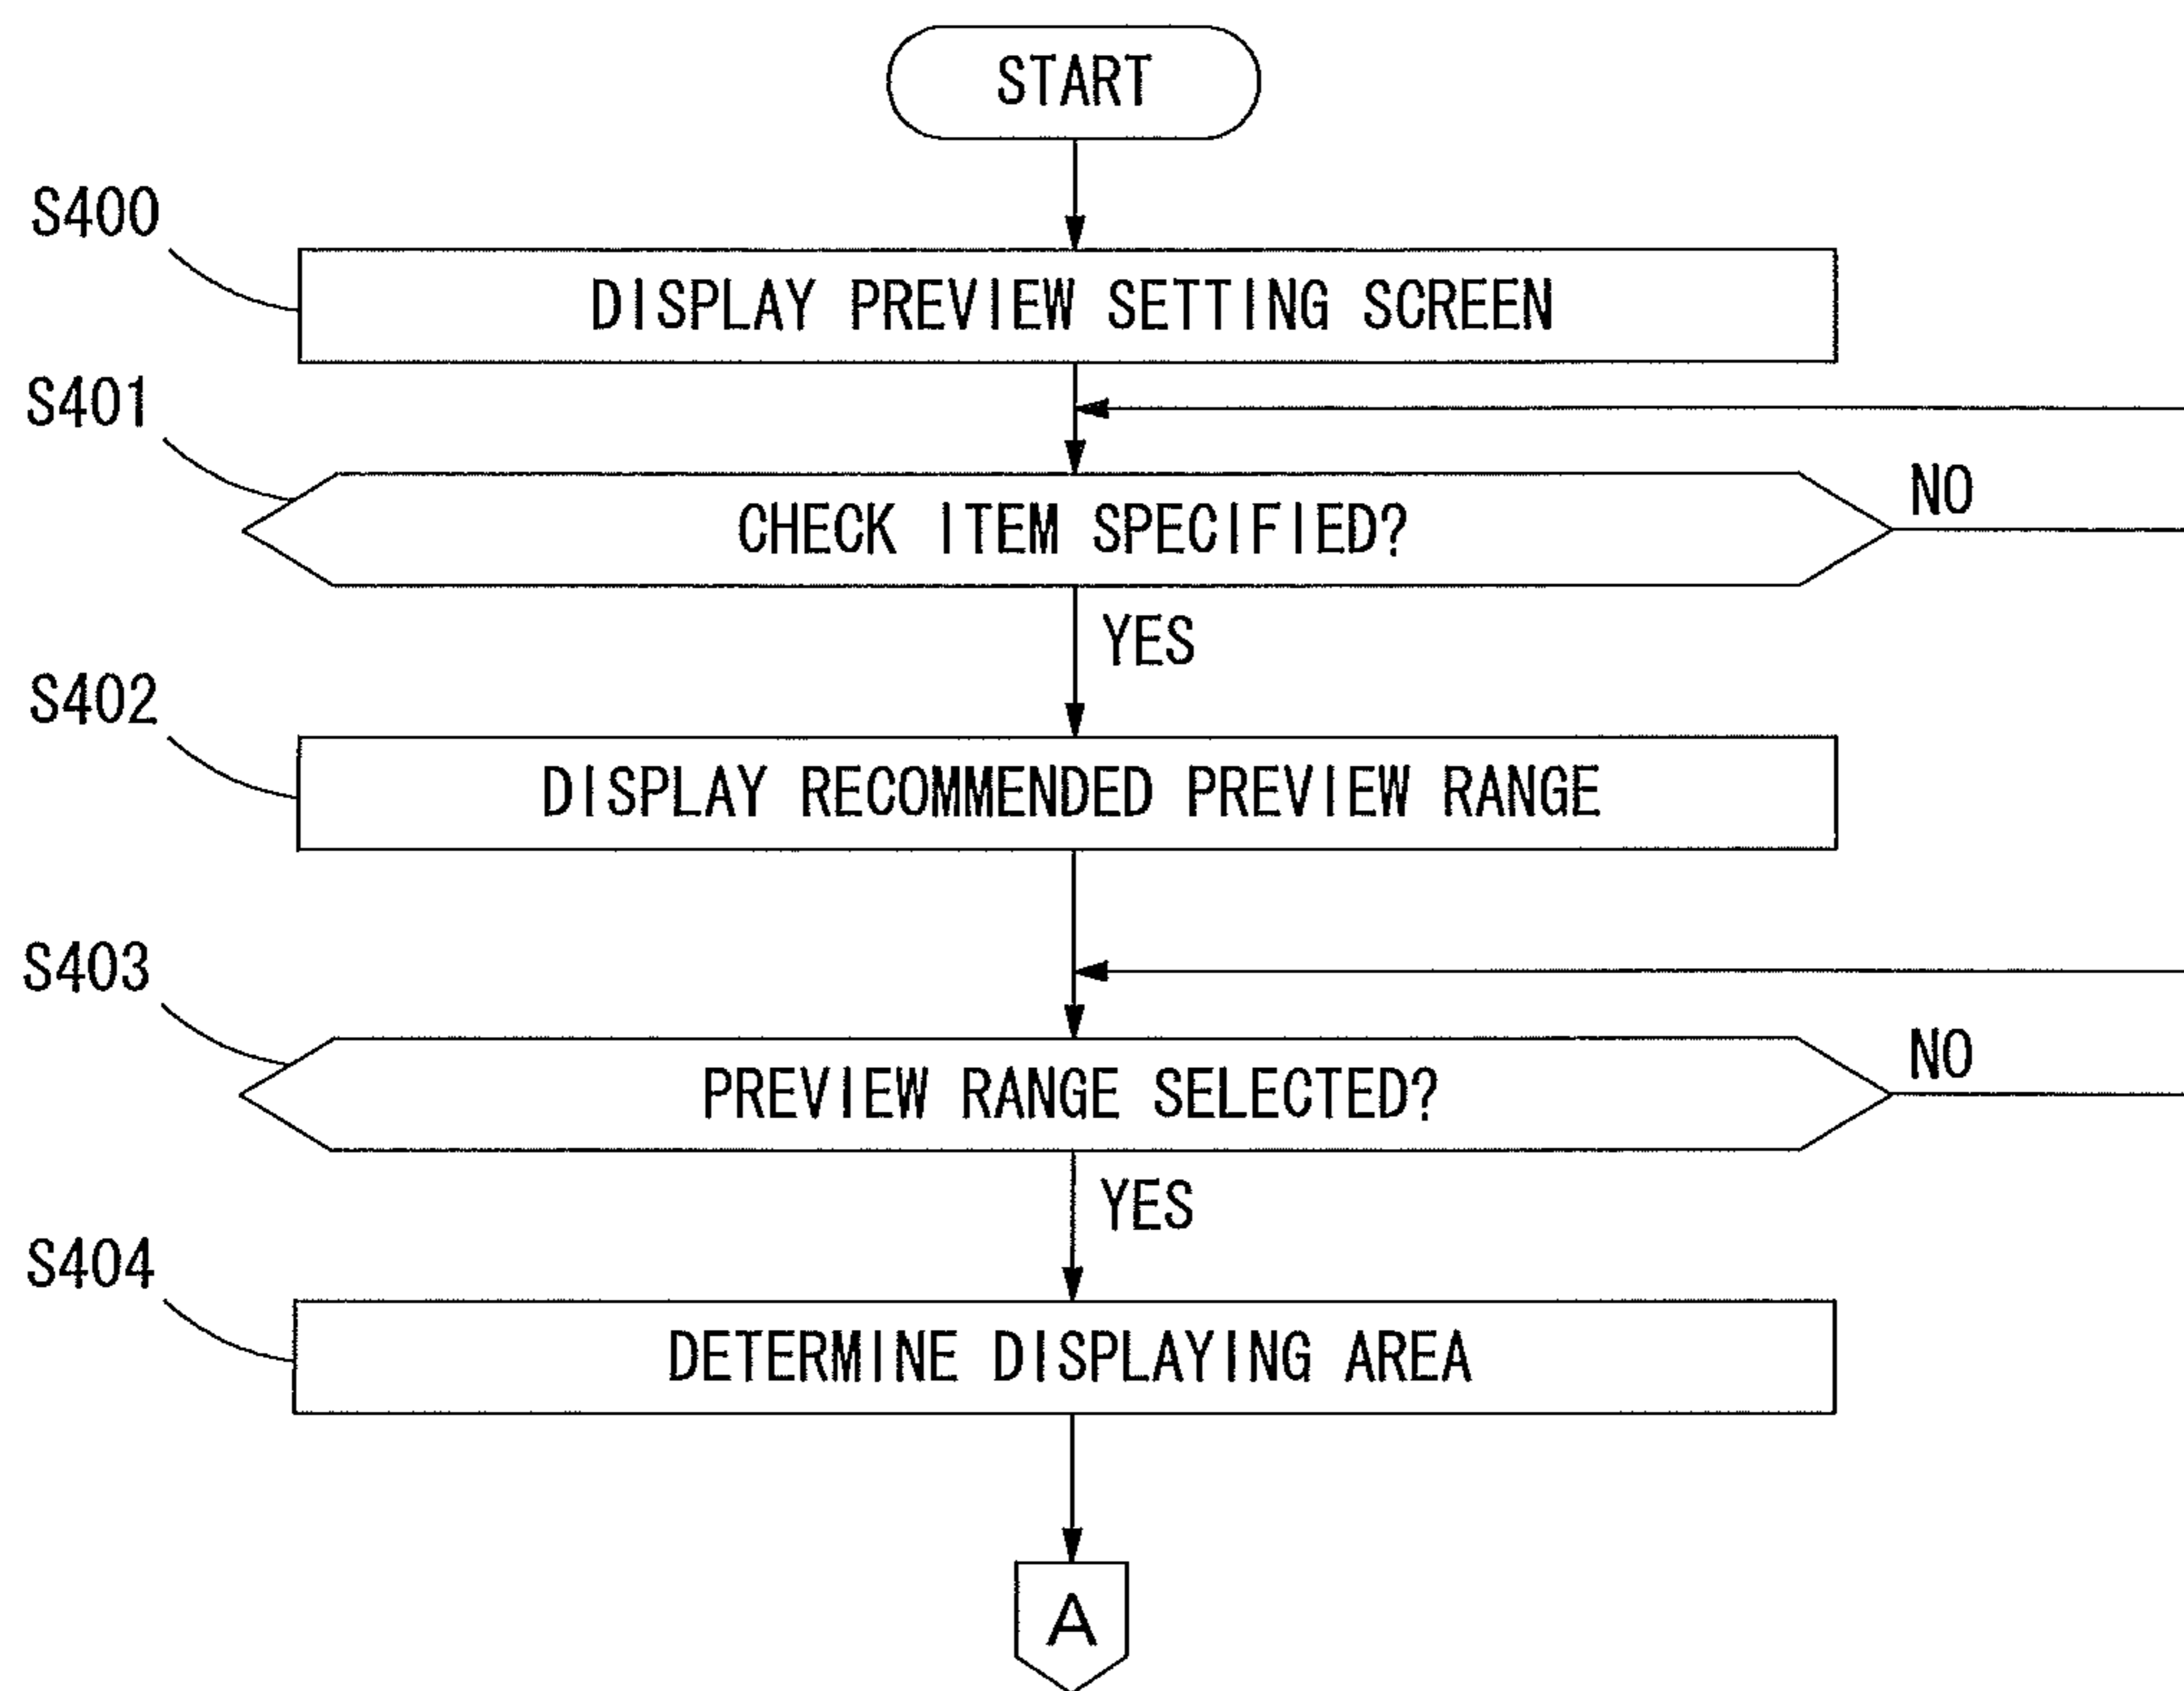 START
S400
DISPLAY PREVIEW SETTING SCREEN
S401
CHECK ITEM SPECIFIED?
NO
YES
S402
DISPLAY RECOMMENDED PREVIEW RANGE
S403
PREVIEW RANGE SELECTED?
NO
YES
S404
DETERMINE DISPLAYING AREA
A